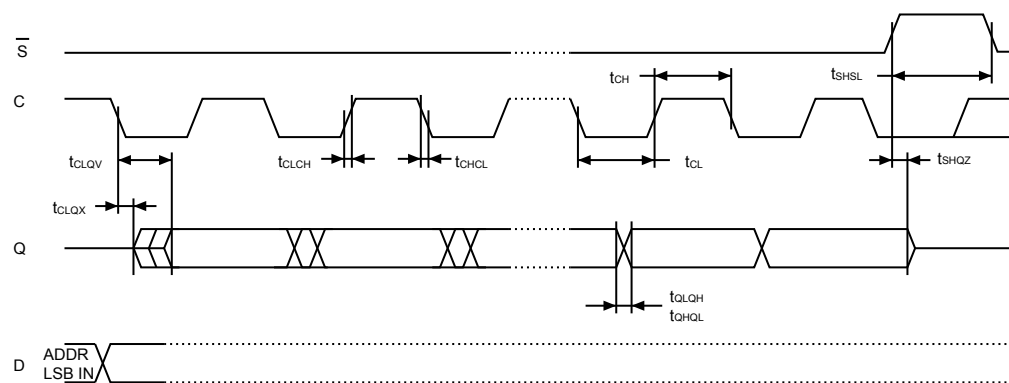 S
tCH
tSHSL
C
tCLQV
tCLCH
tCHCL
tCL
tSHQZ
tCLQX
Q
tQLQH
tQHQL
D
ADDR
LSB IN